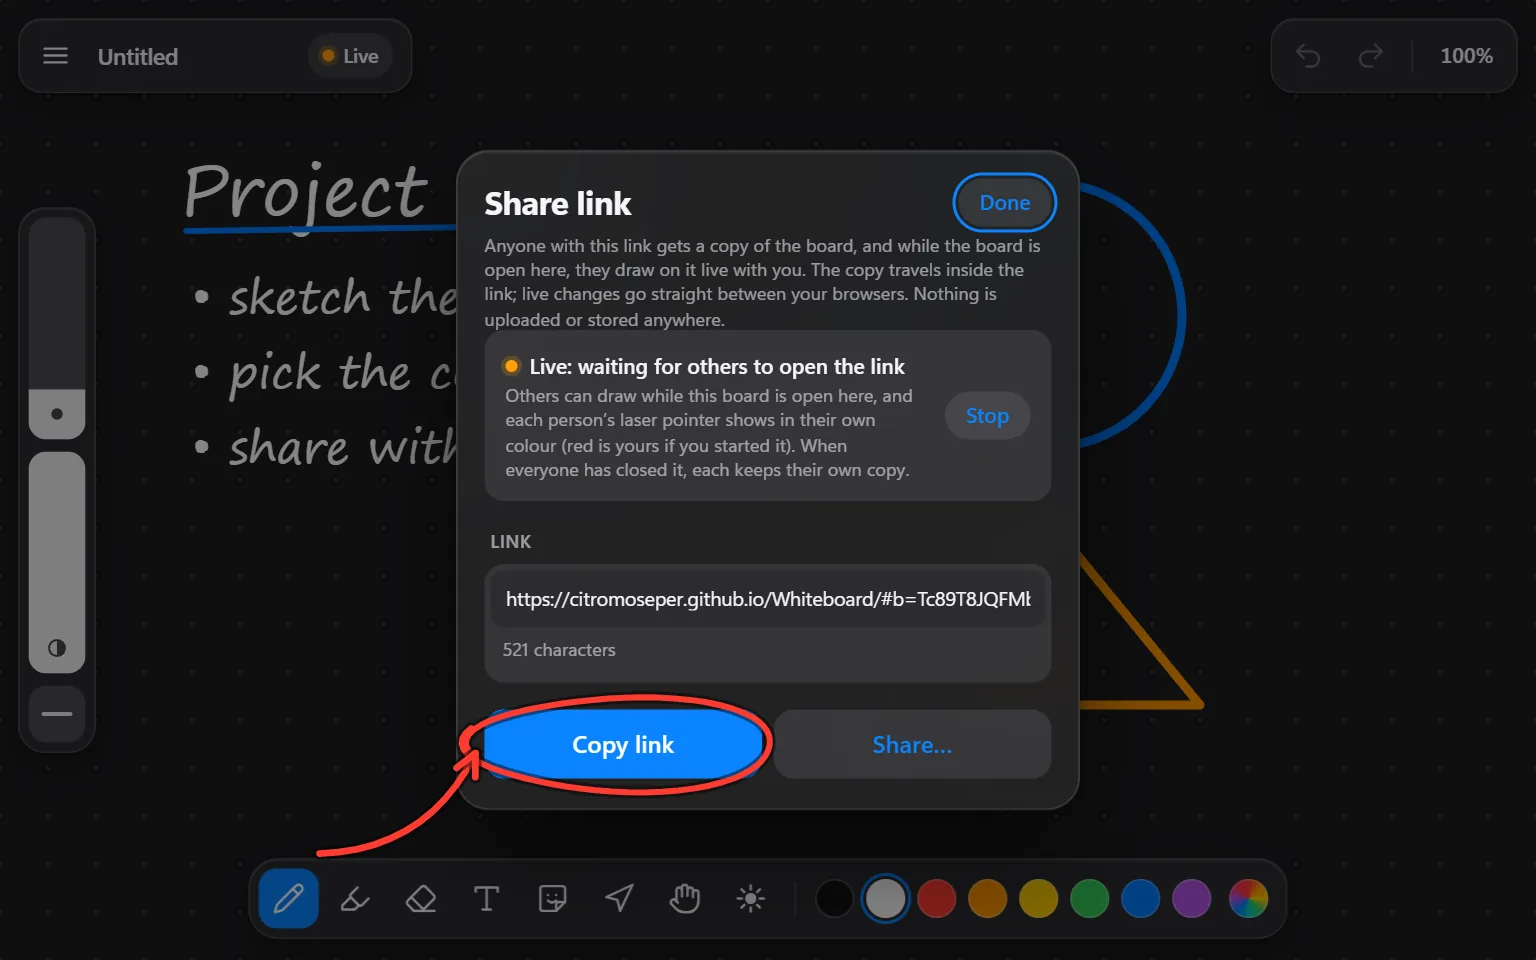 Untitled
Live
100%
Project
• sketch the
• pick the
• share with
Share link
Done
Anyone with this link gets a copy of the board, and while the board is
open here, they draw on it live with you. The copy travels inside the
link; live changes go straight between your browsers. Nothing is
uploaded or stored anywhere.
Live: waiting for others to open the link
Others can draw while this board is open here, and
each person’s laser pointer shows in their own
colour (red is yours if you started it). When
everyone has closed it, each keeps their own copy.
Stop
LINK
https://citromoseper.github.io/Whiteboard/#b=Tc89T8JQFM
521 characters
Copy link
Share...
T